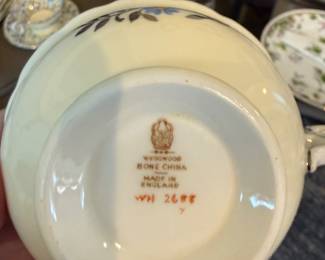 WEDGWOOD
BONE CHINA
MADE IN
ENGLAND
WH 2688
Y